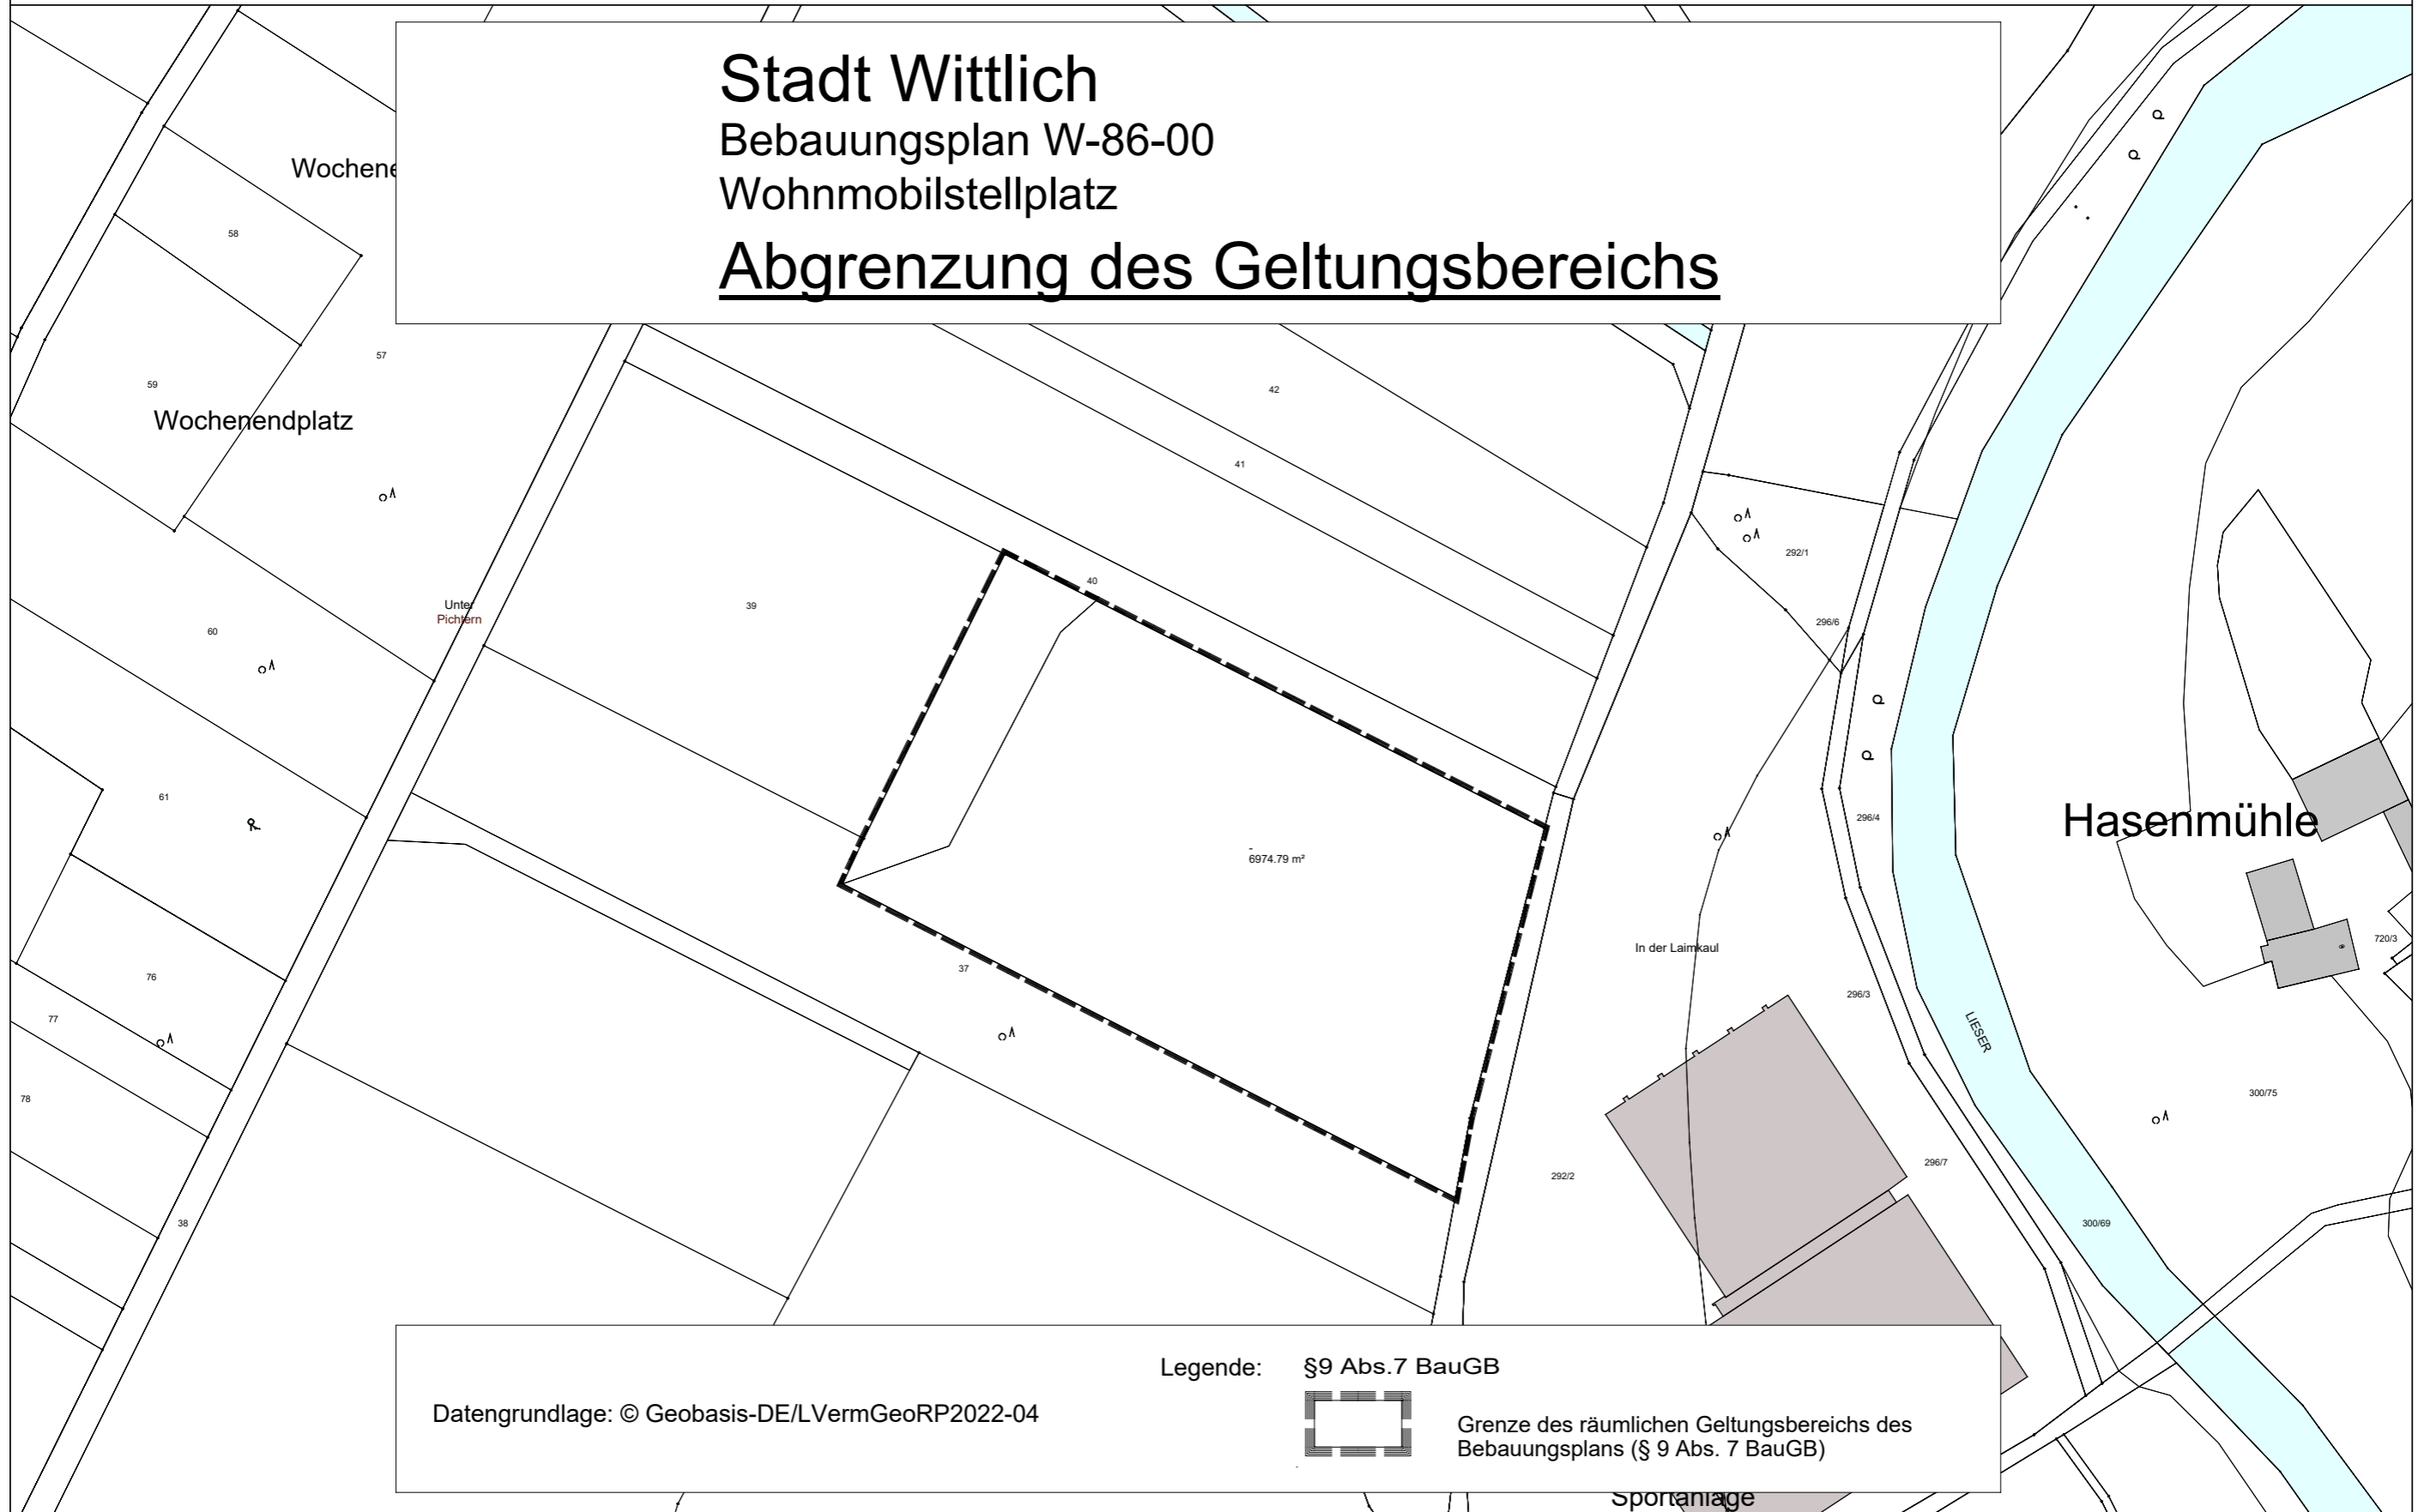 Stadt Wittlich
Bebauungsplan W-86-00
Wohnmobilstellplatz
Abgrenzung des Geltungsbereichs
Wochene
58
57
59
Wochenendplatz
42
41
292/1
40
39
Unter
Pichtern
296/6
60
61
296/4
Hasenmühle
-
6974.79 m²
720/3
In der Laimkaul
37
76
296/3
77
LIESER
78
300/75
296/7
292/2
38
300/69
Legende:
§9 Abs.7 BauGB
Datengrundlage: © Geobasis-DE/LVermGeoRP2022-04
Grenze des räumlichen Geltungsbereichs des
Bebauungsplans (§ 9 Abs. 7 BauGB)
Sportanlage